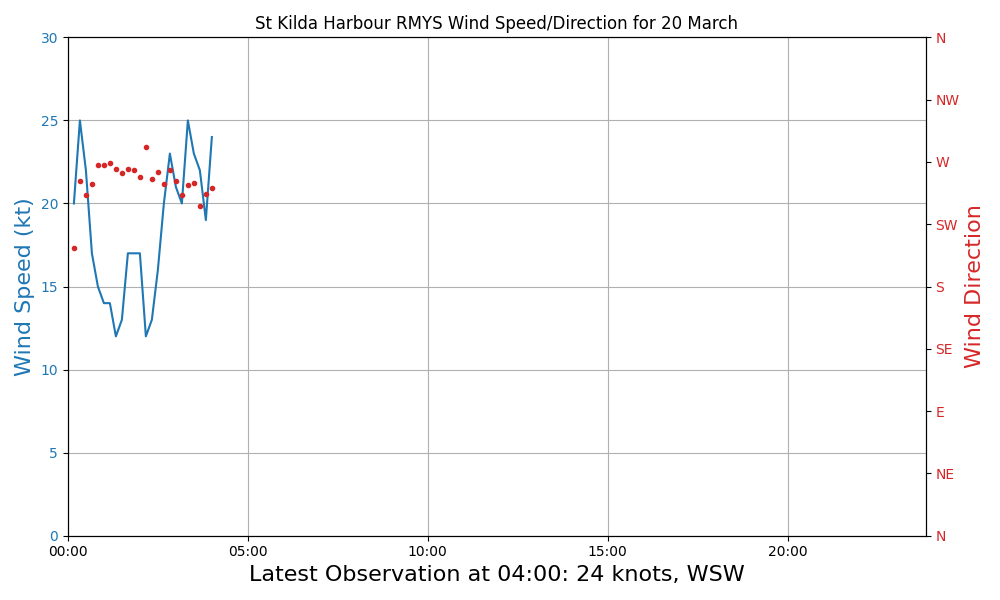 St Kilda Harbour RMYS Wind Speed/Direction for 20 March
Wind Speed (kt)
30
25
20
15
10
5
0
00:00
05:00
10:00
15:00
20:00
N
NW
W
SW
S
SE
E
NE
N
Wind Direction
Latest Observation at 04:00: 24 knots, WSW